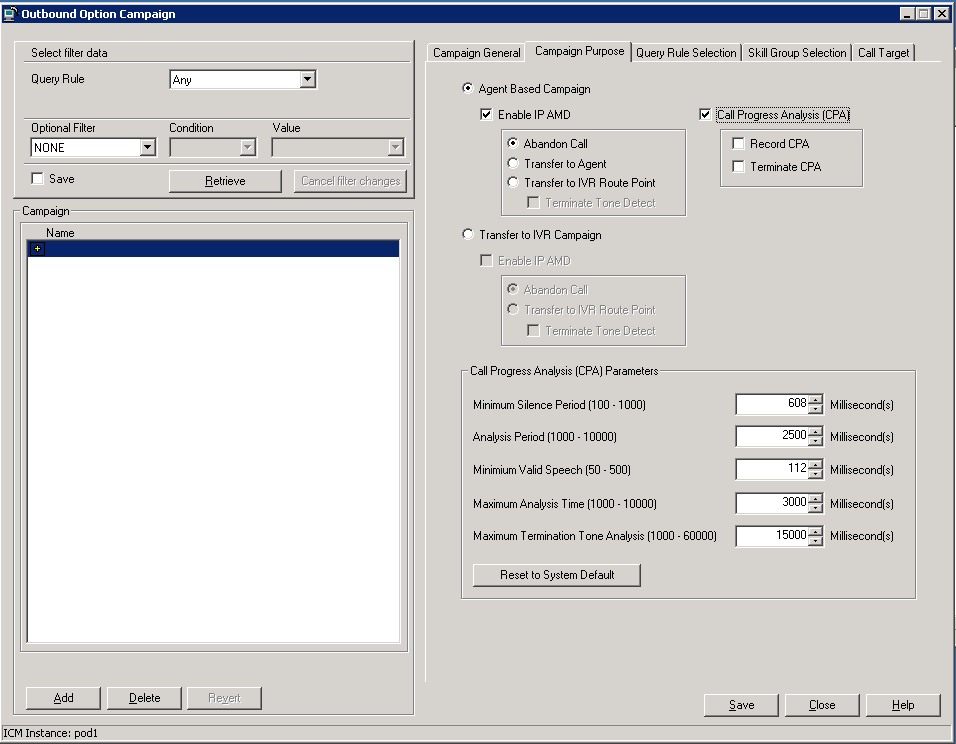 Outbound Option Campaign
Select filter data
Query Rule
Any
Optional Filter Condition Value
NONE
Save Retrieve Cancel filter changes
Campaign
Name
Add Delete Revert
Campaign General Campaign Purpose Query Rule Selection Skill Group Selection Call Target
Agent Based Campaign
Enable IP AMD
Abandon Call
Transfer to Agent
Transfer to IVR Route Point
Terminate Tone Detect
Call Progress Analysis (CPA)
Record CPA
Terminate CPA
Transfer to IVR Campaign
Enable IP AMD
Abandon Call
Transfer to IVR Route Point
Terminate Tone Detect
Call Progress Analysis (CPA) Parameters
Minimum Silence Period (100 - 1000) 608 Millisecond(s)
Analysis Period (1000 - 10000) 2500 Millisecond(s)
Minimium Valid Speech (50 - 500) 112 Millisecond(s)
Maximum Analysis Time (1000 - 10000) 3000 Millisecond(s)
Maximum Termination Tone Analysis (1000 - 60000) 15000 Millisecond(s)
Reset to System Default
Save Close Help
ICM Instance: pod1